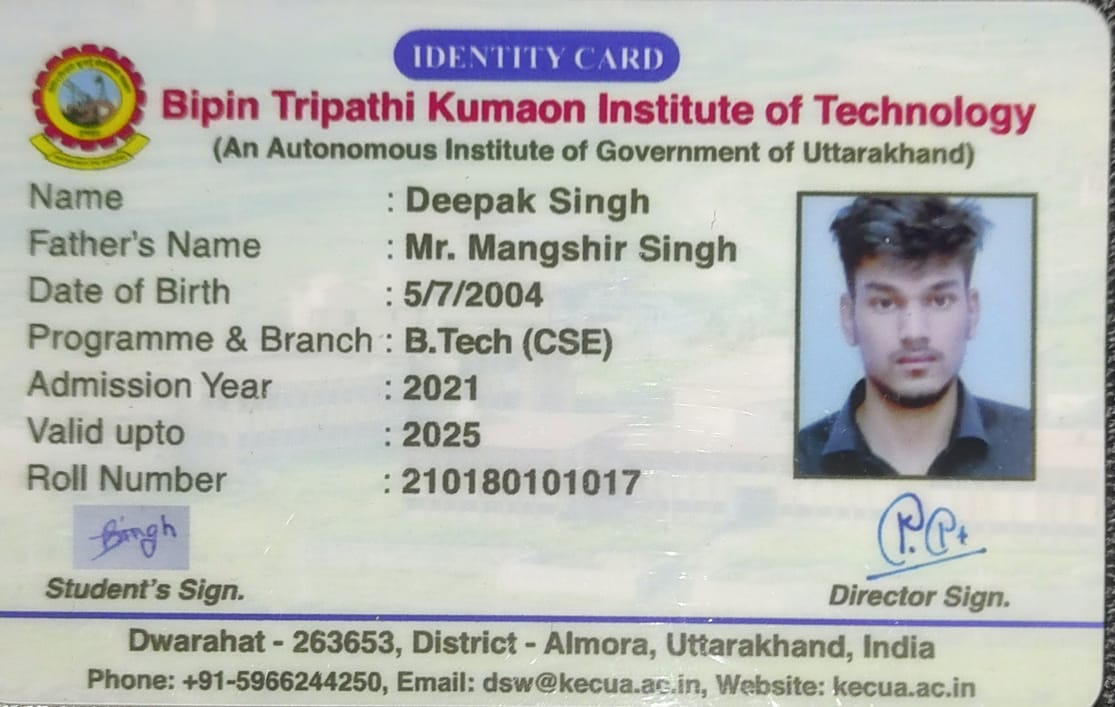 IDENTITY CARD
Bipin Tripathi Kumaon Institute of Technology
(An Autonomous Institute of Government of Uttarakhand)
Name : Deepak Singh
Father's Name : Mr. Mangshir Singh
Date of Birth : 5/7/2004
Programme & Branch : B.Tech (CSE)
Admission Year : 2021
Valid upto : 2025
Roll Number : 210180101017
Singh
Student's Sign.
Director Sign.
Dwarahat - 263653, District - Almora, Uttarakhand, India
Phone: +91-5966244250, Email: dsw@kecua.ac.in, Website: kecua.ac.in